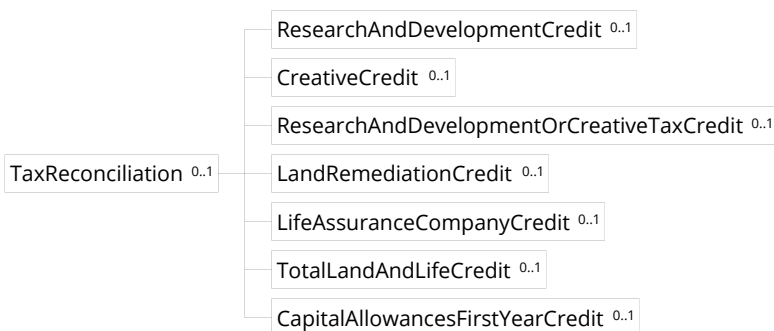 ResearchAndDevelopmentCredit 0..1
CreativeCredit 0..1
ResearchAndDevelopmentOrCreativeTaxCredit 0..1
TaxReconciliation 0..1
LandRemediationCredit 0..1
LifeAssuranceCompanyCredit 0..1
TotalLandAndLifeCredit 0..1
CapitalAllowancesFirstYearCredit 0..1